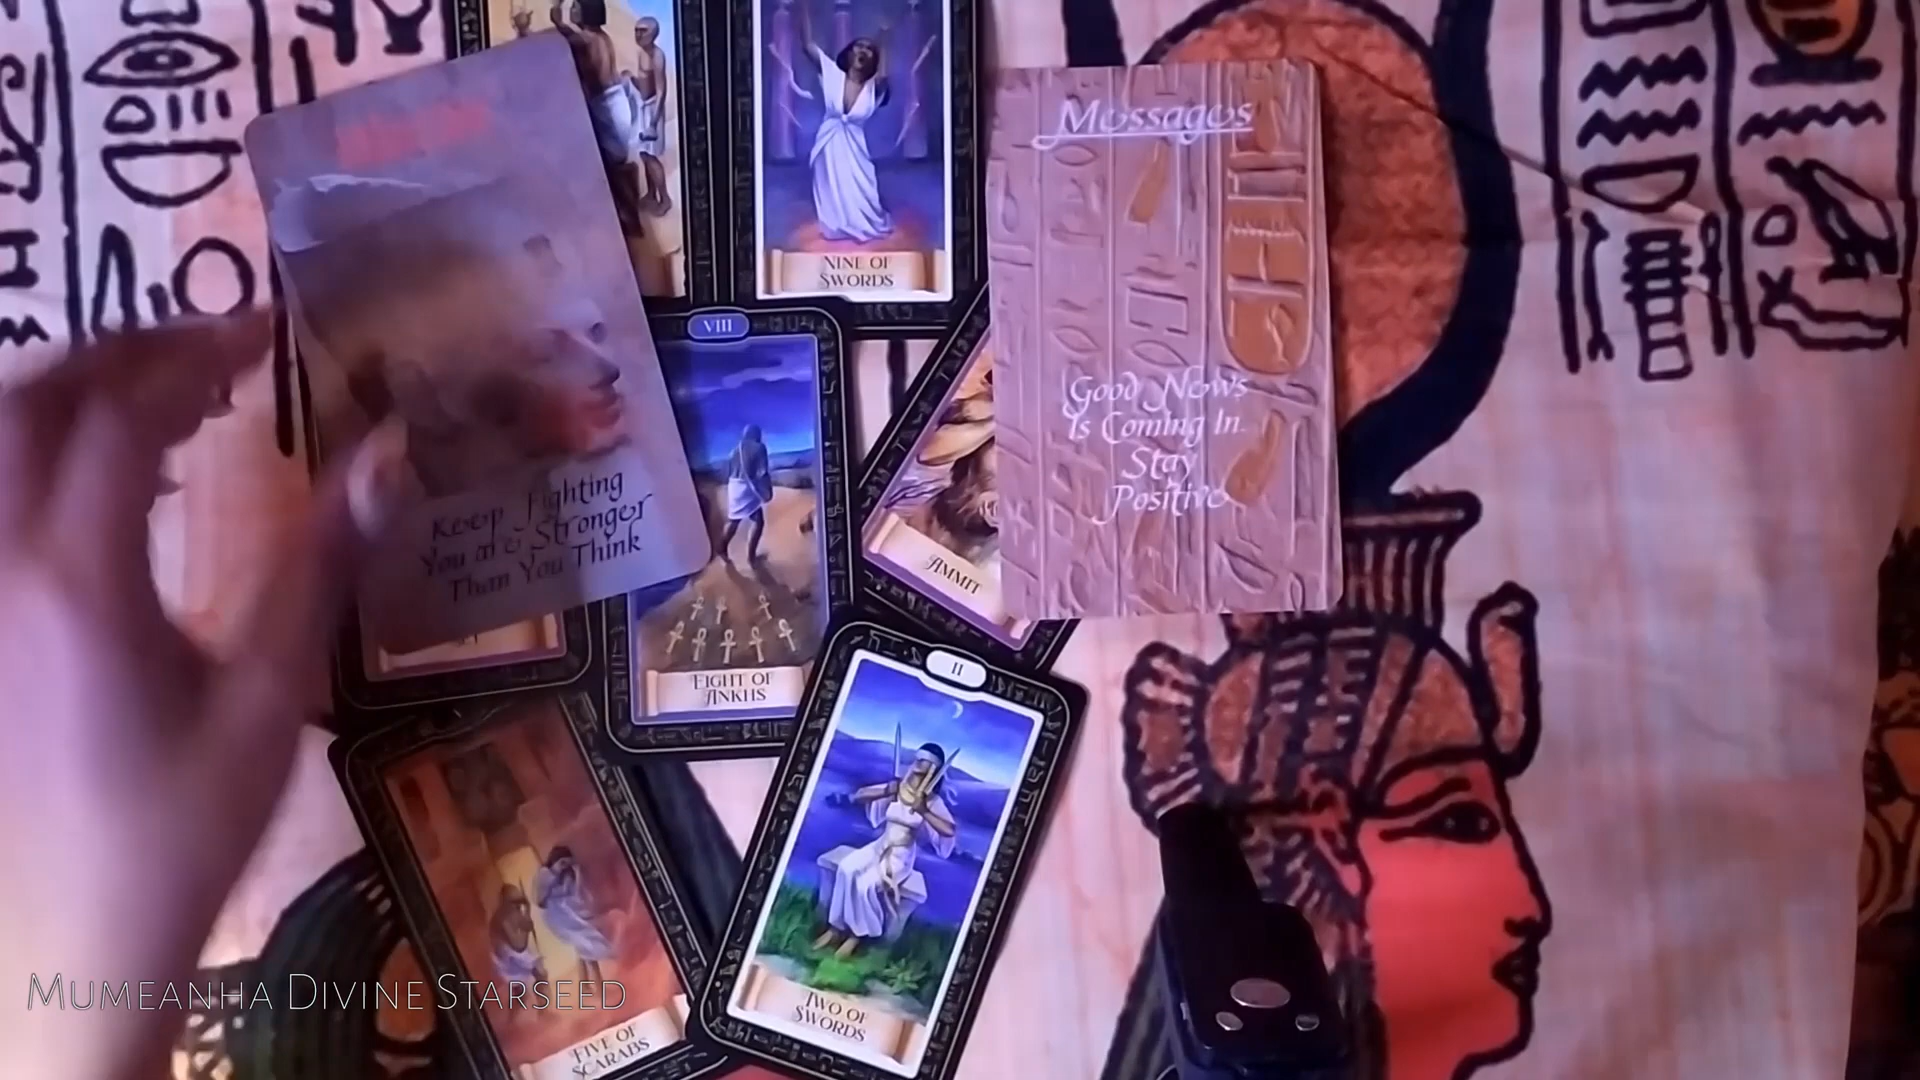 NINE OF
SWORDS
Messages
Good News
Is Coming In.
Stay
Positive
VIII
Keep Fighting
You are Stronger
Than You Think
AMMIT
EIGHT OF
ANKHS
II
TWO OF
SWORDS
FIVE OF
SCARABS
MUMEANHA DIVINE STARSEED